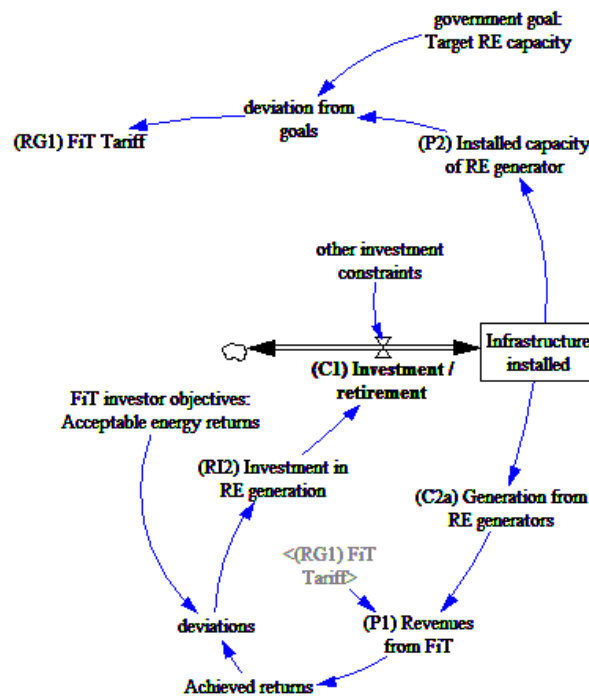 government goal:
Target RE capacity
deviation from
goals
(RG1) FiT Tariff
(P2) Installed capacity
of RE generator
other investment
constraints
Infrastructure
installed
(C1) Investment /
retirement
FiT investor objectives:
Acceptable energy returns
(RI2) Investment in
RE generation
(C2a) Generation from
RE generators
<(RG1) FiT
Tariff>
(P1) Revenues
from FiT
deviations
Achieved returns